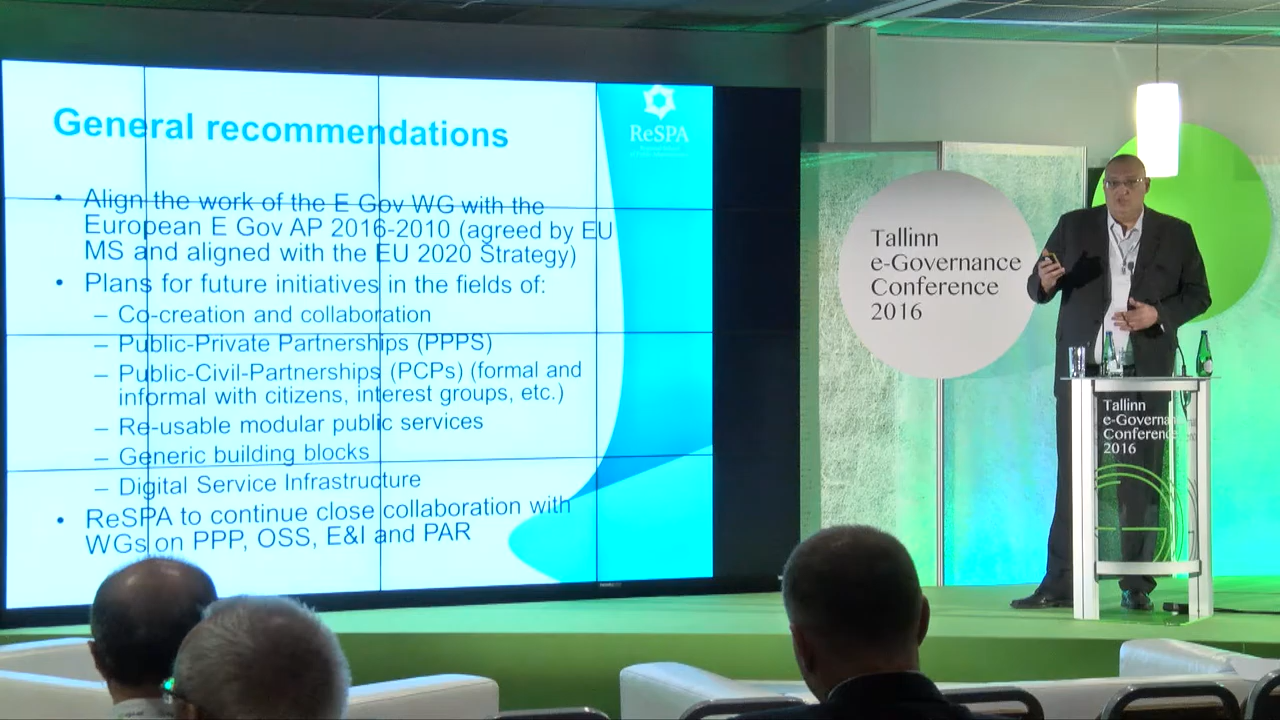 General recommendations
ReSPA
• Align the work of the E Gov WG with the
European E Gov AP 2016-2010 (agreed by EU
MS and aligned with the EU 2020 Strategy)
• Plans for future initiatives in the fields of:
– Co-creation and collaboration
– Public-Private Partnerships (PPPS)
– Public-Civil-Partnerships (PCPs) (formal and
informal with citizens, interest groups, etc.)
– Re-usable modular public services
– Generic building blocks
– Digital Service Infrastructure
• ReSPA to continue close collaboration with
WGs on PPP, OSS, E&I and PAR
Tallinn
e-Governance
Conference
2016
Tallinn
e-Governance
Conference
2016